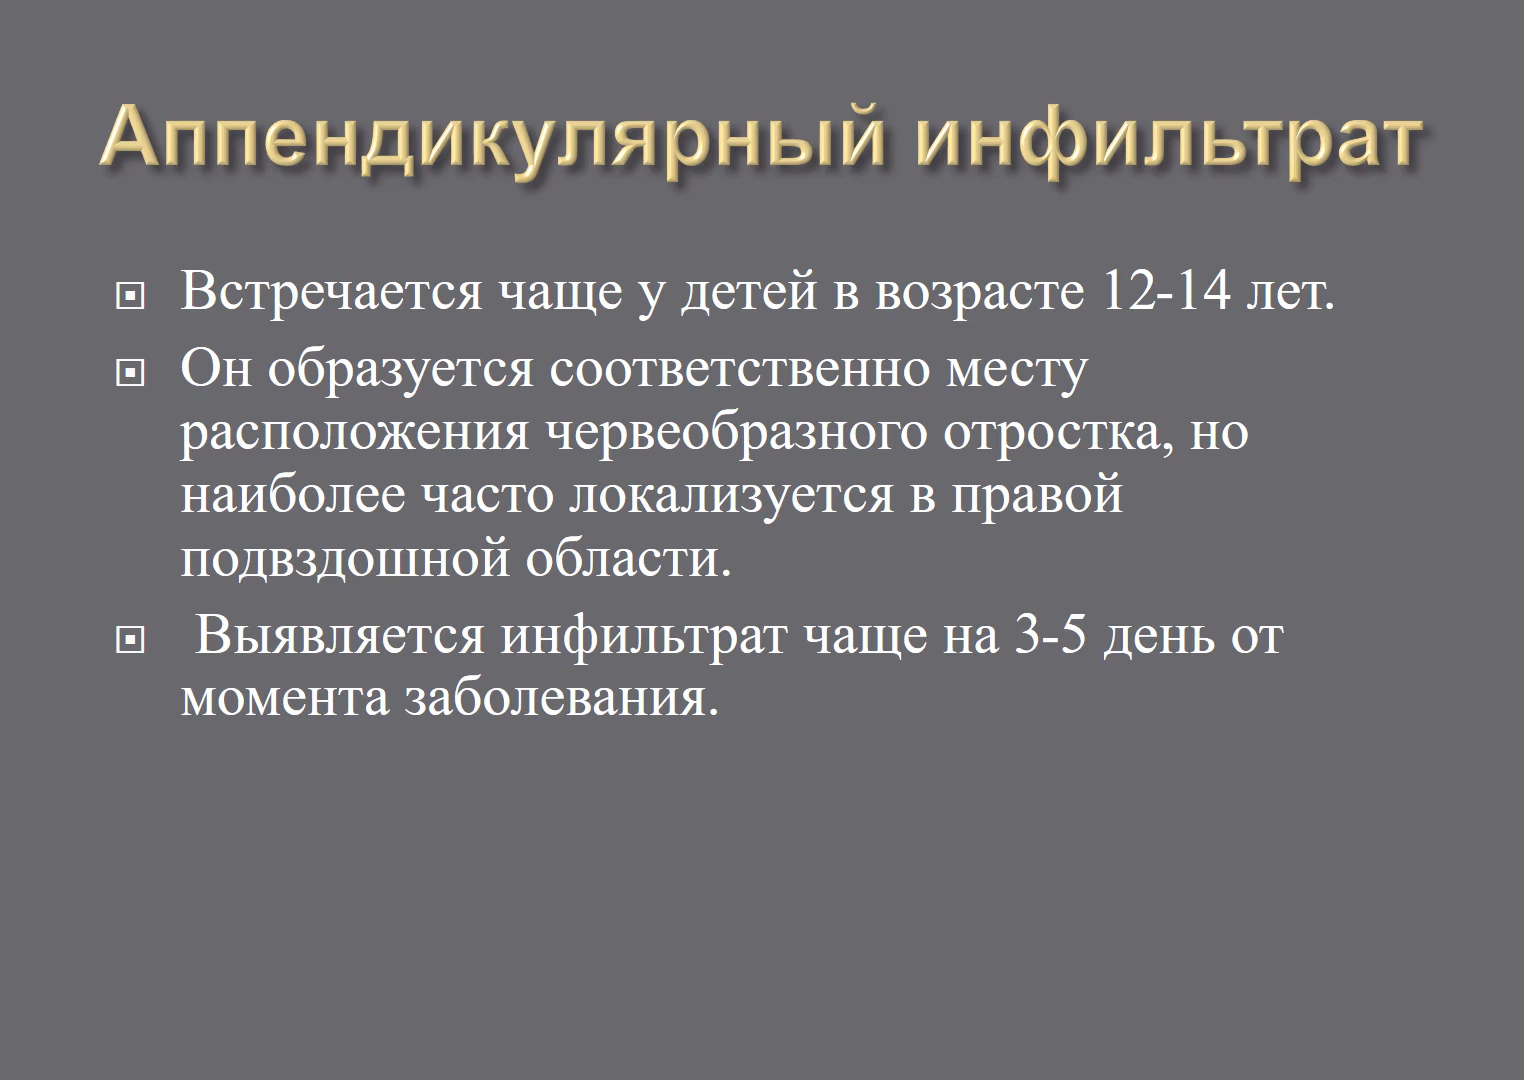 Аппендикулярный инфильтрат
Встречается чаще у детей в возрасте 12-14 лет.
Он образуется соответственно месту
расположения червеобразного отростка, но
наиболее часто локализуется в правой
подвздошной области.
Выявляется инфильтрат чаще на 3-5 день от
момента заболевания.